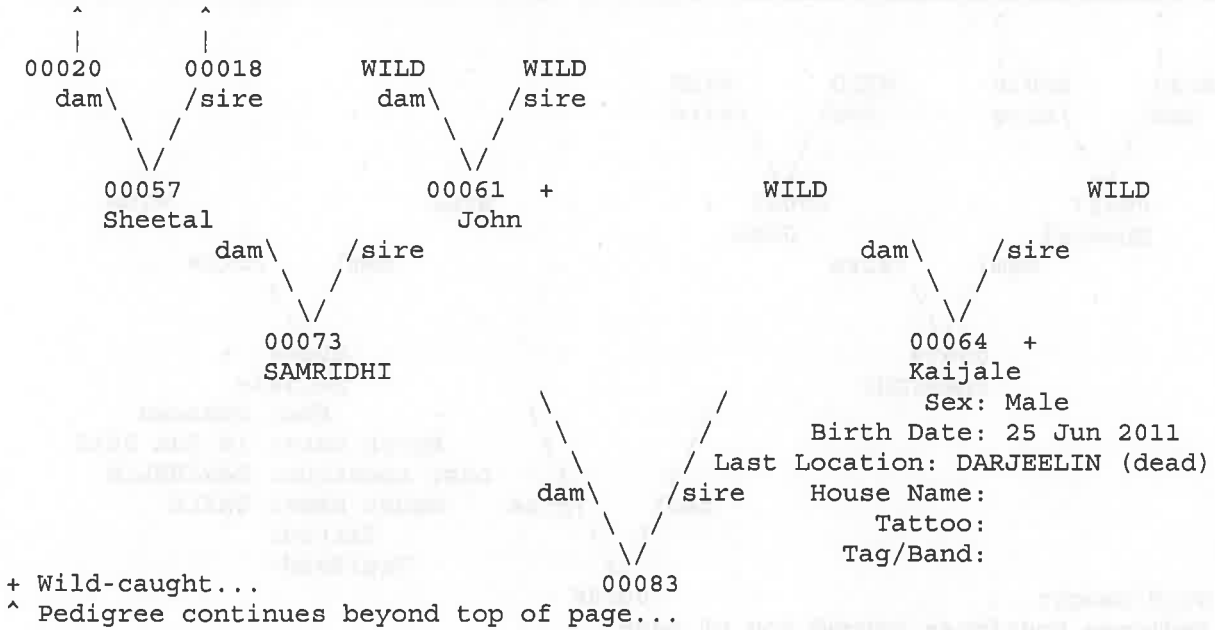 ^ ^
| |
00020 00018 WILD WILD
dam\ /sire dam\ /sire
\ / \ /
\/ \/
00057 00061 + WILD WILD
Sheetal John
dam\ /sire dam\ /sire
\ / \ /
\/ \/
00073 00064 +
SAMRIDHI Kaijale
Sex: Male
\ / Birth Date: 25 Jun 2011
\ / Last Location: DARJEELIN (dead)
dam\ /sire House Name:
\ / Tattoo:
\/ Tag/Band:
+ Wild-caught... 00083
^ Pedigree continues beyond top of page...